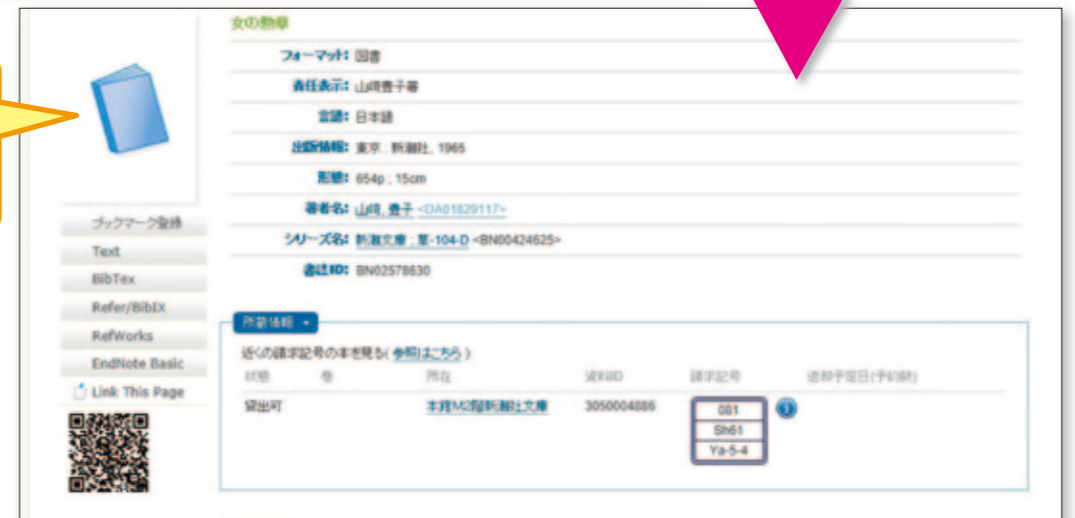 女の勲章
フォーマット: 図書
責任表示: 山崎豊子著
言語: 日本語
出版情報: 東京 : 新潮社, 1965
形態: 654p ; 15cm
著者名: 山崎, 豊子 <DA01829117>
シリーズ名: 新潮文庫 ; 草-104-D <BN00424625>
書誌ID: BN02578630
ブックマーク登録
Text
BibTex
Refer/BibIX
RefWorks
EndNote Basic
Link This Page
所蔵情報
近くの請求記号の本を見る( 参照はこちら )
状態 巻 所在 資料ID 請求記号 返却予定日(予約数)
貸出可 本館M2階新潮社文庫 3050004886
081
Sh61
Ya-5-4